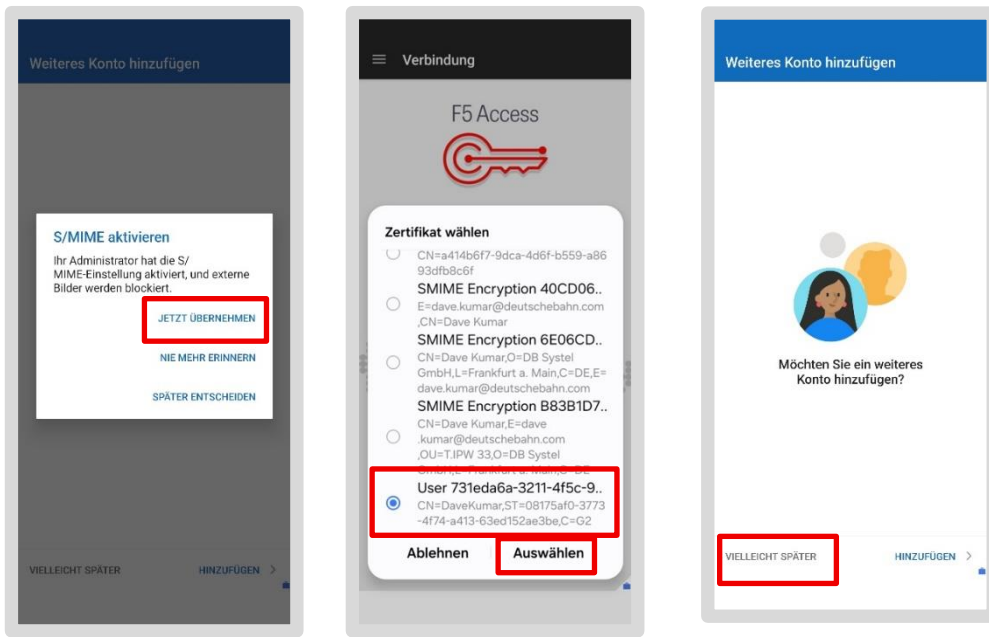 Weiteres Konto hinzufügen
S/MIME aktivieren
Ihr Administrator hat die S/
MIME-Einstellung aktiviert, und externe
Bilder werden blockiert.
JETZT ÜBERNEHMEN
NIE MEHR ERINNERN
SPÄTER ENTSCHEIDEN
VIELLEICHT SPÄTER
HINZUFÜGEN >
Verbindung
F5 Access
Zertifikat wählen
CN=a414b6f7-9dca-4d6f-b559-a86
93dfb8c6f
SMIME Encryption 40CD06..
E=dave.kumar@deutschebahn.com
,CN=Dave Kumar
SMIME Encryption 6E06CD..
CN=Dave Kumar,O=DB Systel
GmbH,L=Frankfurt a. Main,C=DE,E=
dave.kumar@deutschebahn.com
SMIME Encryption B83B1D7..
CN=Dave Kumar,E=dave
.kumar@deutschebahn.com
,OU=T.IPW 33,O=DB Systel
GmbH,L=Frankfurt a. Main,C=DE
User 731eda6a-3211-4f5c-9..
CN=DaveKumar,ST=08175af0-3773
-4f74-a413-63ed152ae3be,C=G2
Ablehnen
Auswählen
Weiteres Konto hinzufügen
Möchten Sie ein weiteres
Konto hinzufügen?
VIELLEICHT SPÄTER
HINZUFÜGEN >